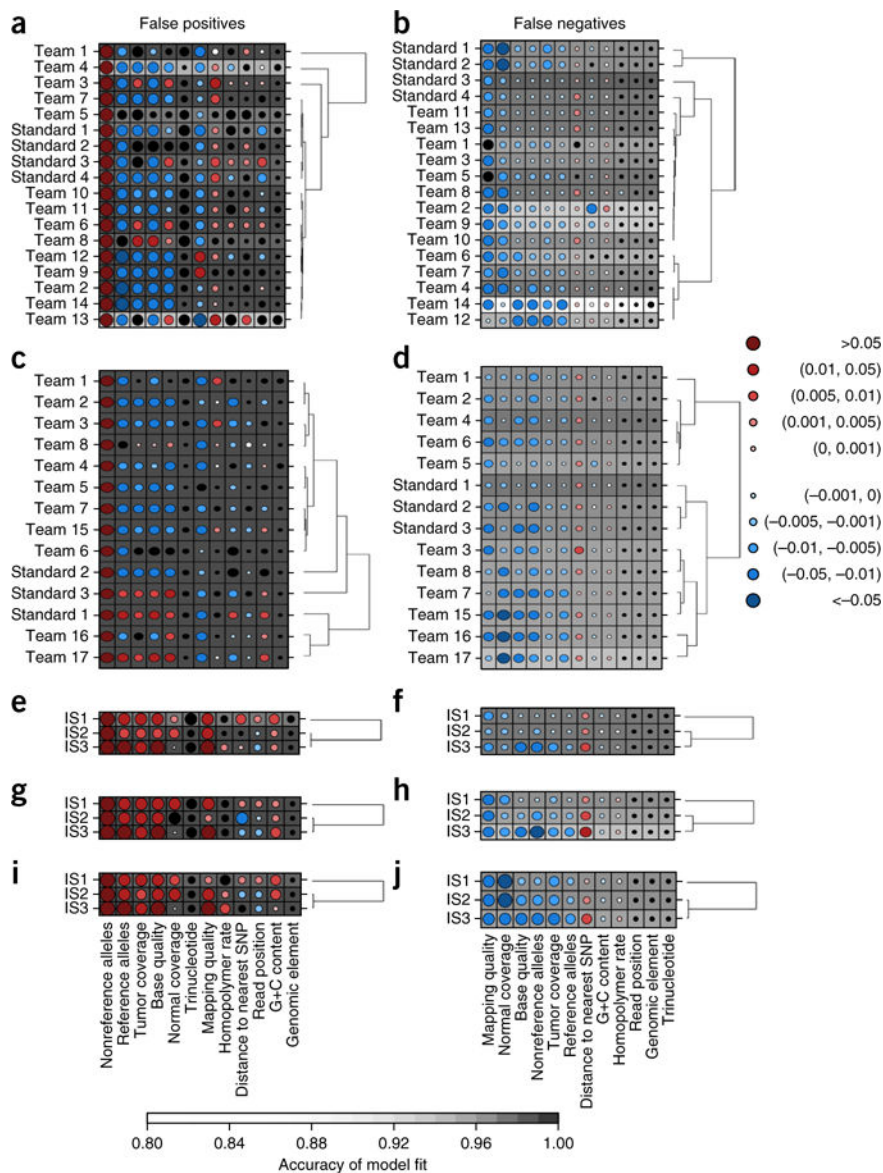 a
False positives
Team 1
Team 4
Team 3
Team 7
Team 5
Standard 1
Standard 2
Standard 3
Standard 4
Team 10
Team 11
Team 6
Team 8
Team 12
Team 9
Team 2
Team 14
Team 13
b
False negatives
Standard 1
Standard 2
Standard 3
Standard 4
Team 11
Team 13
Team 1
Team 3
Team 5
Team 8
Team 2
Team 9
Team 10
Team 6
Team 7
Team 4
Team 14
Team 12
c
Team 1
Team 2
Team 3
Team 8
Team 4
Team 5
Team 7
Team 15
Team 6
Standard 2
Standard 3
Standard 1
Team 16
Team 17
d
Team 1
Team 2
Team 4
Team 6
Team 5
Standard 1
Standard 2
Standard 3
Team 3
Team 8
Team 7
Team 15
Team 16
Team 17
>0.05
(0.01, 0.05)
(0.005, 0.01)
(0.001, 0.005)
(0, 0.001)
(−0.001, 0)
(−0.005, −0.001)
(−0.01, −0.005)
(−0.05, −0.01)
<−0.05
e
IS1
IS2
IS3
f
IS1
IS2
IS3
g
IS1
IS2
IS3
h
IS1
IS2
IS3
i
IS1
IS2
IS3
j
IS1
IS2
IS3
Nonreference alleles
Reference alleles
Tumor coverage
Base quality
Normal coverage
Trinucleotide
Mapping quality
Homopolymer rate
Distance to nearest SNP
Read position
G+C content
Genomic element
Mapping quality
Normal coverage
Base quality
Nonreference alleles
Tumor coverage
Reference alleles
Distance to nearest SNP
G+C content
Homopolymer rate
Read position
Genomic element
Trinucleotide
0.80 0.84 0.88 0.92 0.96 1.00
Accuracy of model fit